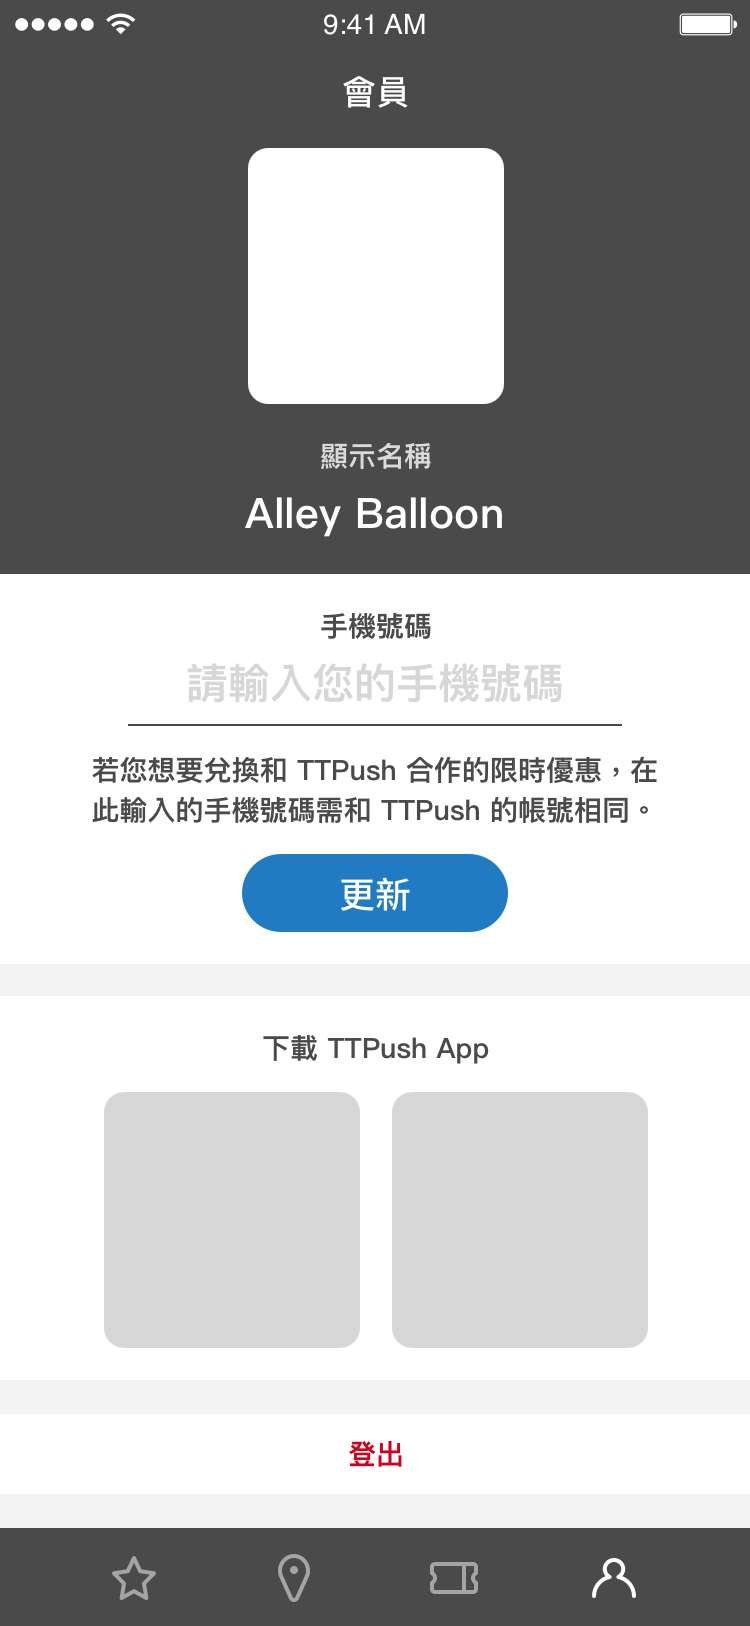 9:41 AM
會員
顯示名稱
Alley Balloon
手機號碼
請輸入您的手機號碼
若您想要兌換和 TTPush 合作的限時優惠，在
此輸入的手機號碼需和 TTPush 的帳號相同。
更新
下載 TTPush App
登出